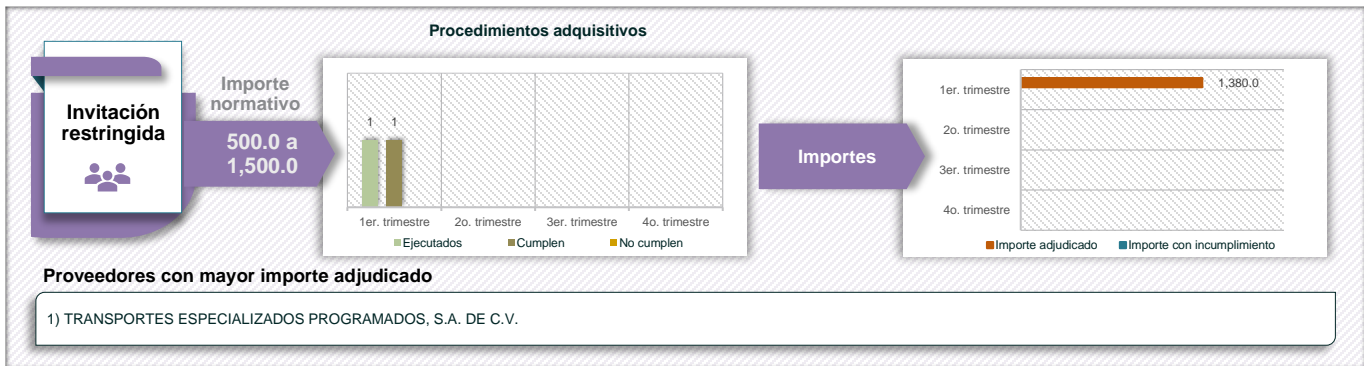 Procedimientos adquisitivos
Invitación
restringida
Importe
normativo
500.0 a
1,500.0
1 1
1er. trimestre 2o. trimestre 3er. trimestre 4o. trimestre
Ejecutados Cumplen No cumplen
Importes
1er. trimestre 1,380.0
2o. trimestre
3er. trimestre
4o. trimestre
Importe adjudicado Importe con incumplimiento
Proveedores con mayor importe adjudicado
1) TRANSPORTES ESPECIALIZADOS PROGRAMADOS, S.A. DE C.V.